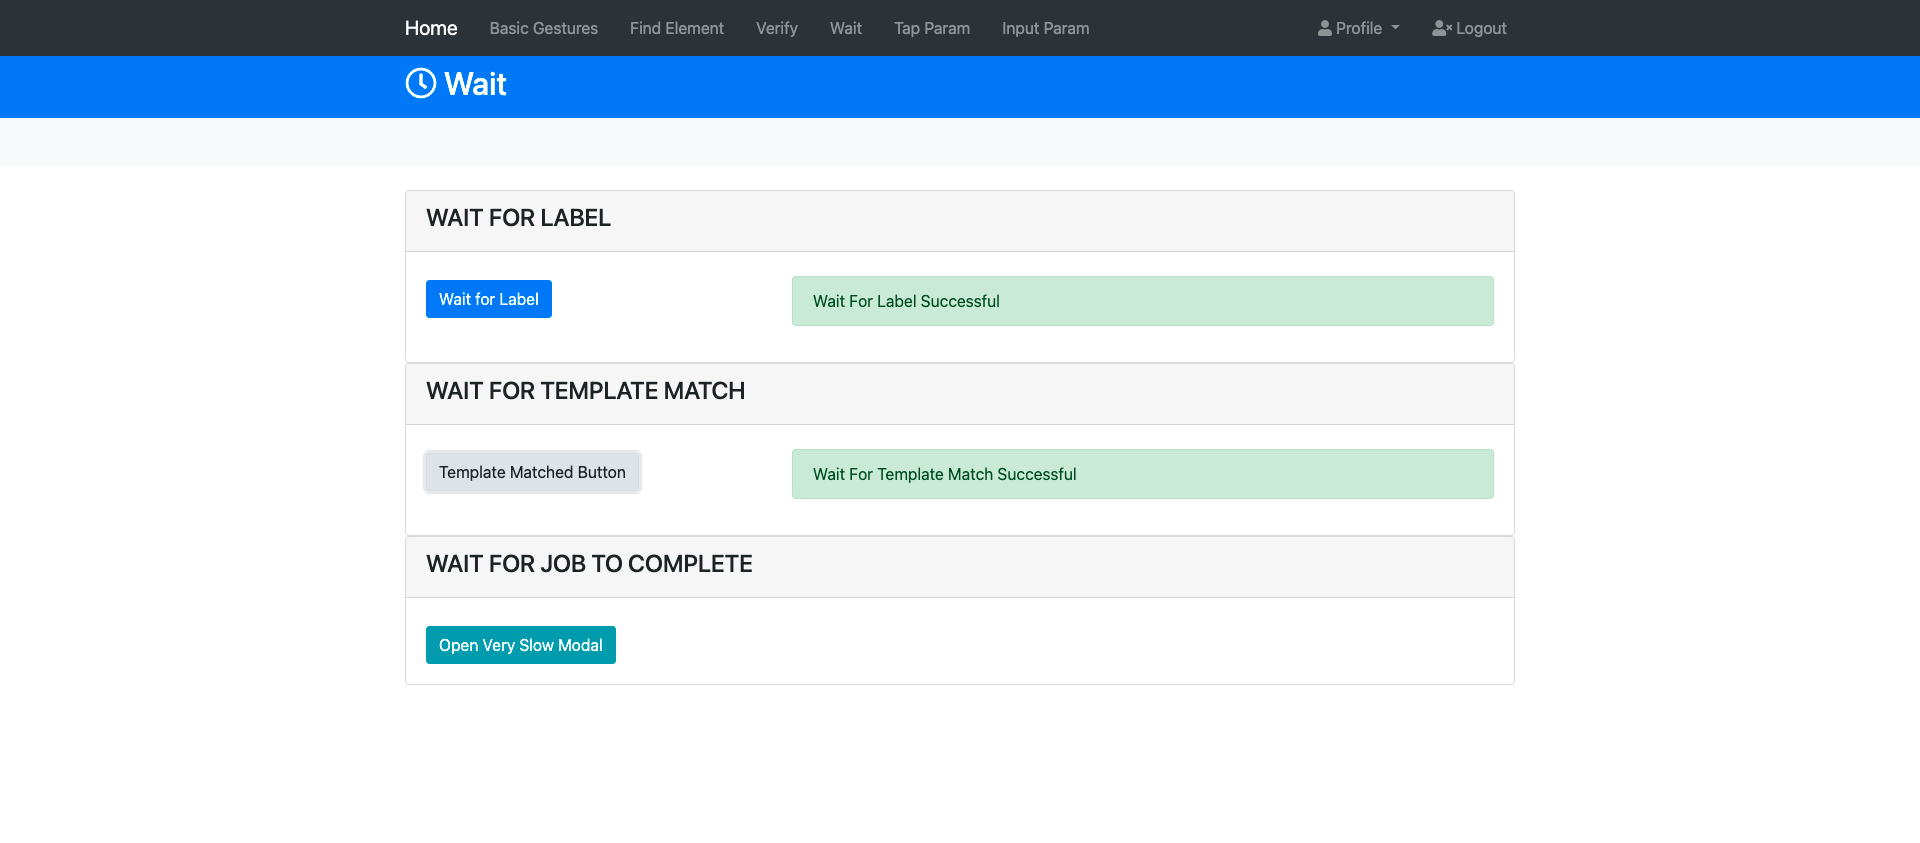 Home Basic Gestures Find Element Verify Wait Tap Param Input Param Profile Logout
Wait
WAIT FOR LABEL
Wait for Label Wait For Label Successful
WAIT FOR TEMPLATE MATCH
Template Matched Button Wait For Template Match Successful
WAIT FOR JOB TO COMPLETE
Open Very Slow Modal